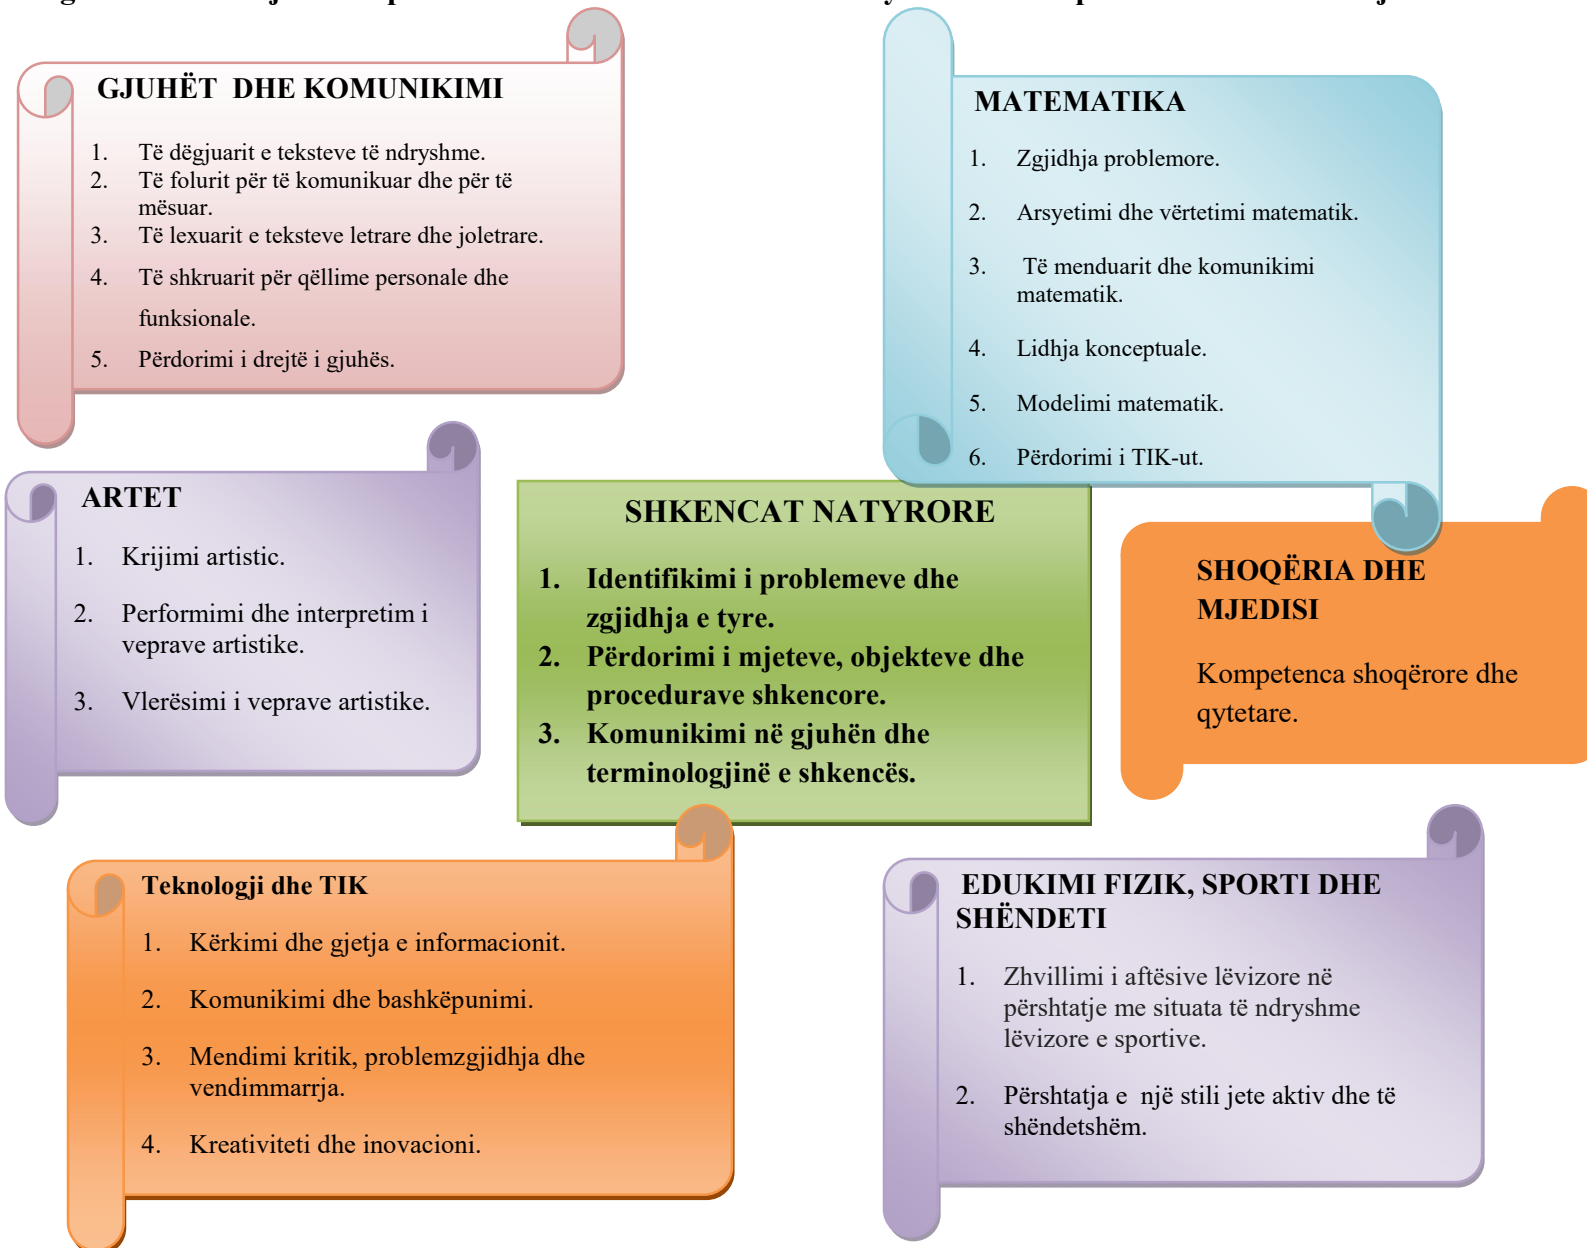 GJUHËT DHE KOMUNIKIMI
1. Të dëgjuarit e teksteve të ndryshme.
2. Të folurit për të komunikuar dhe për të
mësuar.
3. Të lexuarit e teksteve letrare dhe joletrare.
4. Të shkruarit për qëllime personale dhe
funksionale.
5. Përdorimi i drejtë i gjuhës.
MATEMATIKA
1. Zgjidhja problemore.
2. Arsyetimi dhe vërtetimi matematik.
3. Të menduarit dhe komunikimi
matematik.
4. Lidhja konceptuale.
5. Modelimi matematik.
6. Përdorimi i TIK-ut.
ARTET
1. Krijimi artistic.
2. Performimi dhe interpretim i
veprave artistike.
3. Vlerësimi i veprave artistike.
SHKENCAT NATYRORE
1. Identifikimi i problemeve dhe
zgjidhja e tyre.
2. Përdorimi i mjeteve, objekteve dhe
procedurave shkencore.
3. Komunikimi në gjuhën dhe
terminologjinë e shkencës.
SHOQËRIA DHE
MJEDISI
Kompetenca shoqërore dhe
qytetare.
Teknologji dhe TIK
1. Kërkimi dhe gjetja e informacionit.
2. Komunikimi dhe bashkëpunimi.
3. Mendimi kritik, problemzgjidhja dhe
vendimmarrja.
4. Kreativiteti dhe inovacioni.
EDUKIMI FIZIK, SPORTI DHE
SHËNDETI
1. Zhvillimi i aftësive lëvizore në
përshtatje me situata të ndryshme
lëvizore e sportive.
2. Përshtatja e një stili jete aktiv dhe të
shëndetshëm.